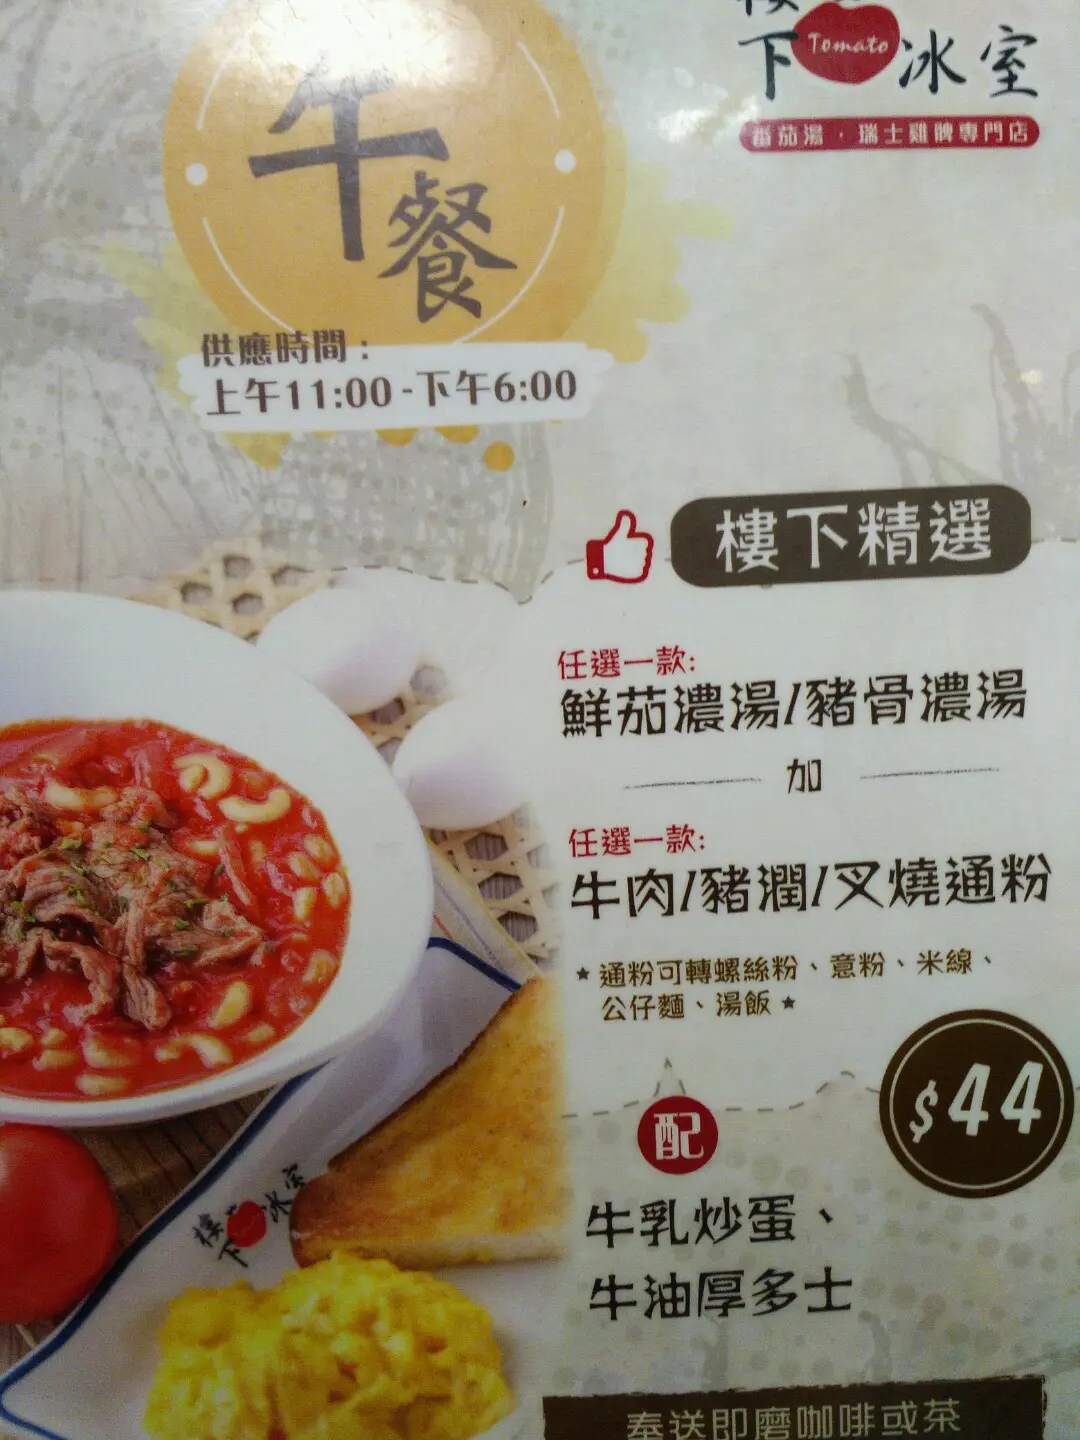 下 Tomato 冰室
番茄湯·瑞士雞髀專門店
午餐
供應時間:
上午11:00-下午6:00
樓下精選
任選一款:
鮮茄濃湯/豬骨濃湯
加
任選一款:
牛肉/豬潤/叉燒通粉
★通粉可轉螺絲粉、意粉、米線、
公仔麵、湯飯★
$44
配
牛乳炒蛋、
牛油厚多士
樓下冰室
奉送即磨咖啡或茶